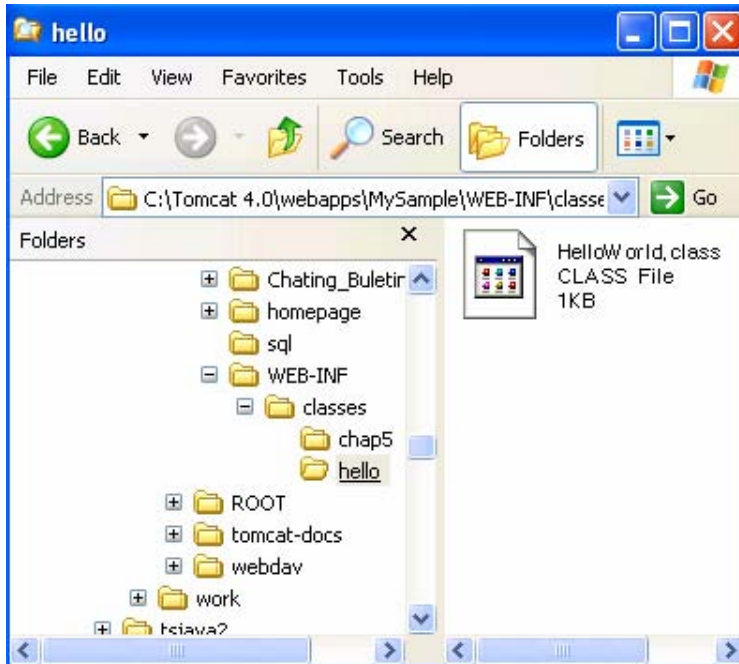 hello
File Edit View Favorites Tools Help
Back Search Folders
Address C:\Tomcat 4.0\webapps\MySample\WEB-INF\classe Go
Folders
Chating_Buletir
homepage
sql
WEB-INF
classes
chap5
hello
ROOT
tomcat-docs
webdav
work
tsjava2
HelloWorld.class
CLASS File
1KB